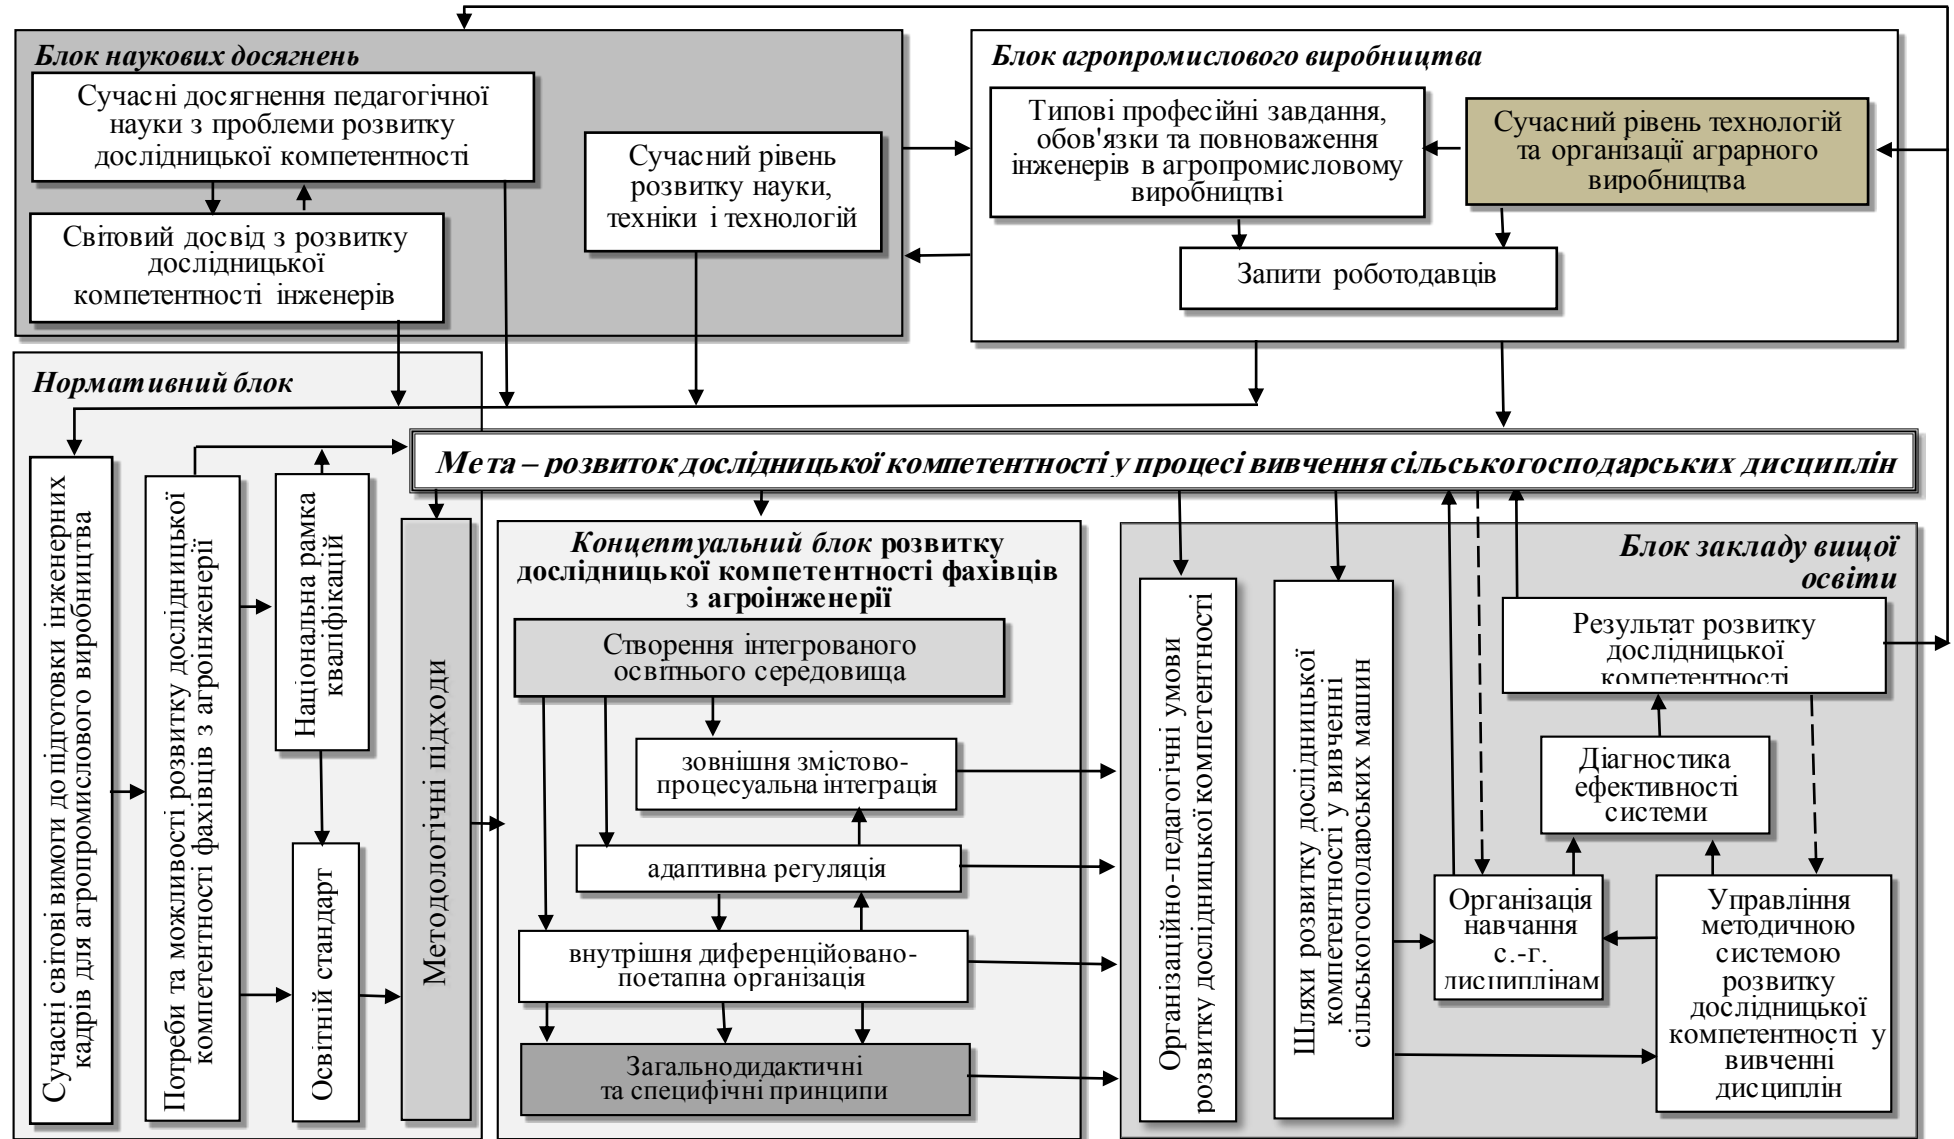 Блок наукових досягнень
Сучасні досягнення педагогічної
науки з проблеми розвитку
дослідницької компетентності
Світовий досвід з розвитку
дослідницької
компетентності інженерів
Сучасний рівень
розвитку науки,
техніки і технологій
Блок агропромислового виробництва
Типові професійні завдання,
обов'язки та повноваження
інженерів в агропромисловому
виробництві
Сучасний рівень технологій
та організації аграрного
виробництва
Запити роботодавців
Нормативний блок
Мета – розвиток дослідницької компетентності у процесі вивчення сільськогосподарських дисциплін
Сучасні світові вимоги до підготовки інженерних
кадрів для агропромислового виробництва
Потреби та можливості розвитку дослідницької
компетентності фахівців з агроінженерії
Національна рамка
кваліфікацій
Освітній стандарт
Методологічні підходи
Концептуальний блок розвитку
дослідницької компетентності фахівців
з агроінженерії
Створення інтегрованого
освітнього середовища
зовнішня змістово-
процесуальна інтеграція
адаптивна регуляція
внутрішня диференційовано-
поетапна організація
Загальнодидактичні
та специфічні принципи
Блок закладу вищої
освіти
Організаційно-педагогічні умови
розвитку дослідницької компетентності
Шляхи розвитку дослідницької
компетентності у вивченні
сільськогосподарських машин
Результат розвитку
дослідницької
компетентності
Діагностика
ефективності
системи
Організація
навчання
с.-г.
дисциплінам
Управління
методичною
системою
розвитку
дослідницької
компетентності у
вивченні
дисциплін